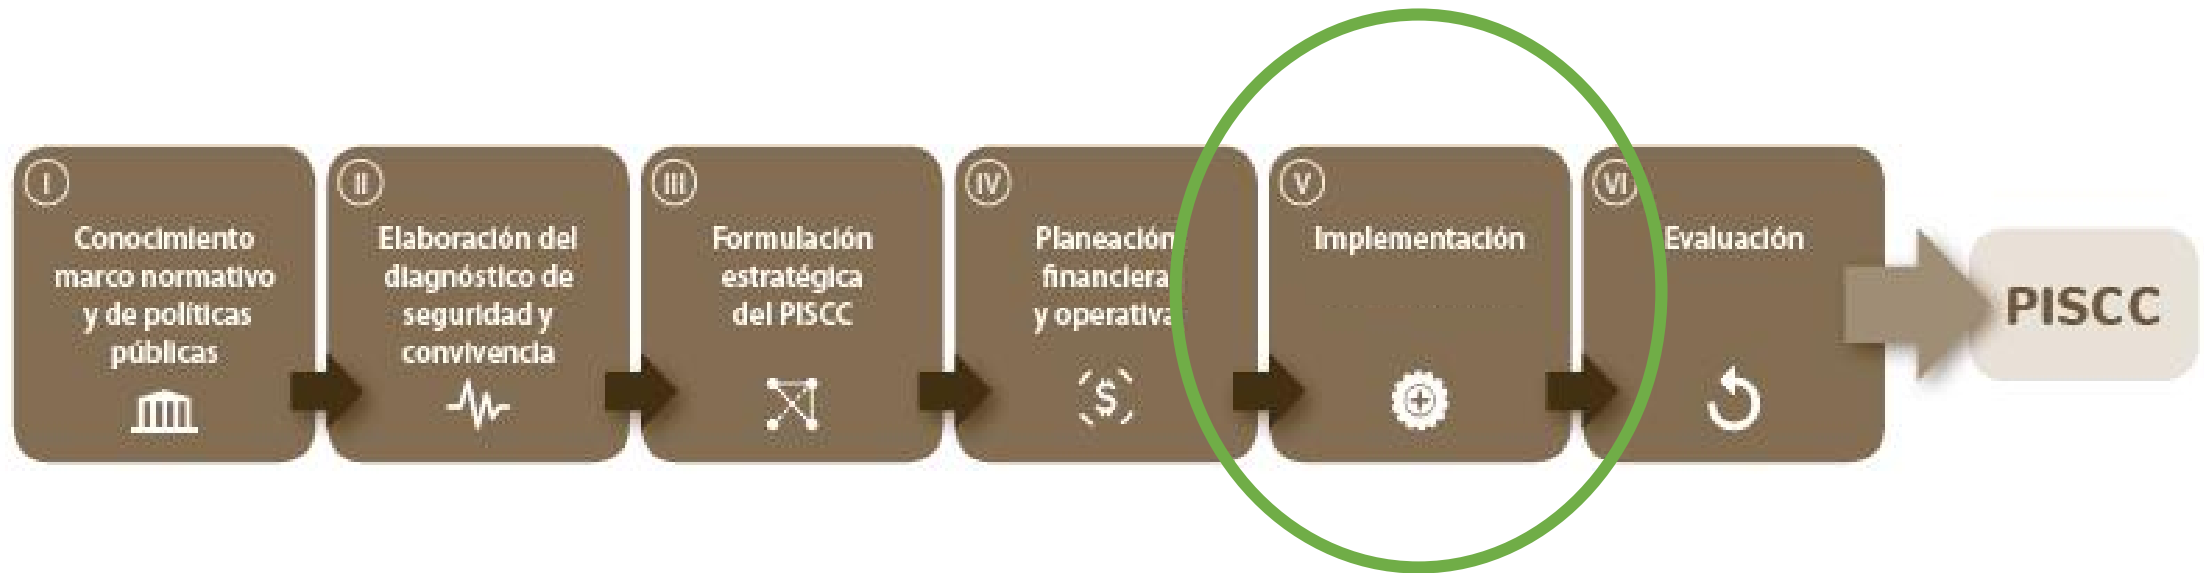 I
Conocimiento
marco normativo
y de políticas
públicas
II
Elaboración del
diagnóstico de
seguridad y
convivencia
III
Formulación
estratégica
del PISCC
IV
Planeación
financiera
y operativa
$
V
Implementación
VI
Evaluación
PISCC